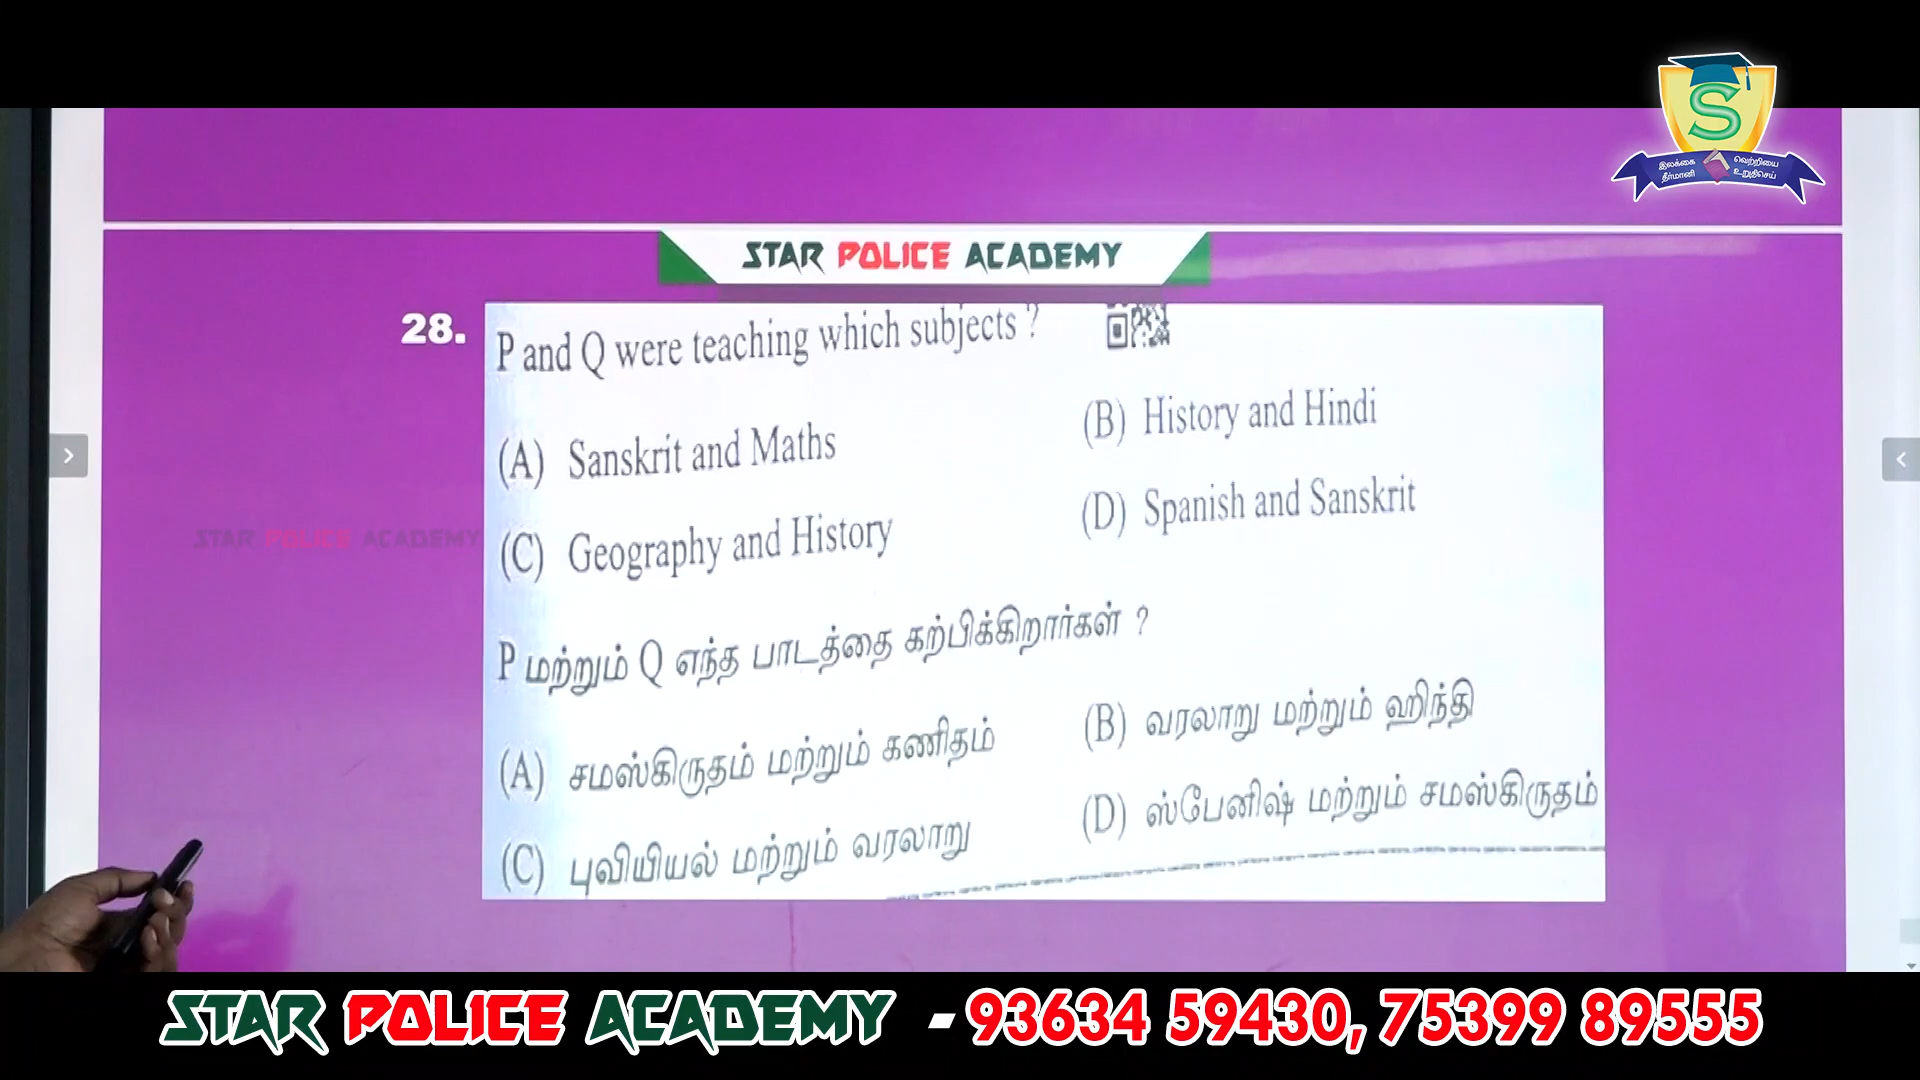 S
இலக்கை
வெற்றியை
தீர்மானி
உறுதிசெய்
STAR POLICE ACADEMY
28.
P and Q were teaching which subjects ?
(A) Sanskrit and Maths
(B) History and Hindi
(C) Geography and History
(D) Spanish and Sanskrit
STAR POLICE ACADEMY
P மற்றும் Q எந்த பாடத்தை கற்பிக்கிறார்கள் ?
(A) சமஸ்கிருதம் மற்றும் கணிதம்
(B) வரலாறு மற்றும் ஹிந்தி
(C) புவியியல் மற்றும் வரலாறு
(D) ஸ்பேனிஷ் மற்றும் சமஸ்கிருதம்
STAR POLICE ACADEMY - 93634 59430, 75399 89555